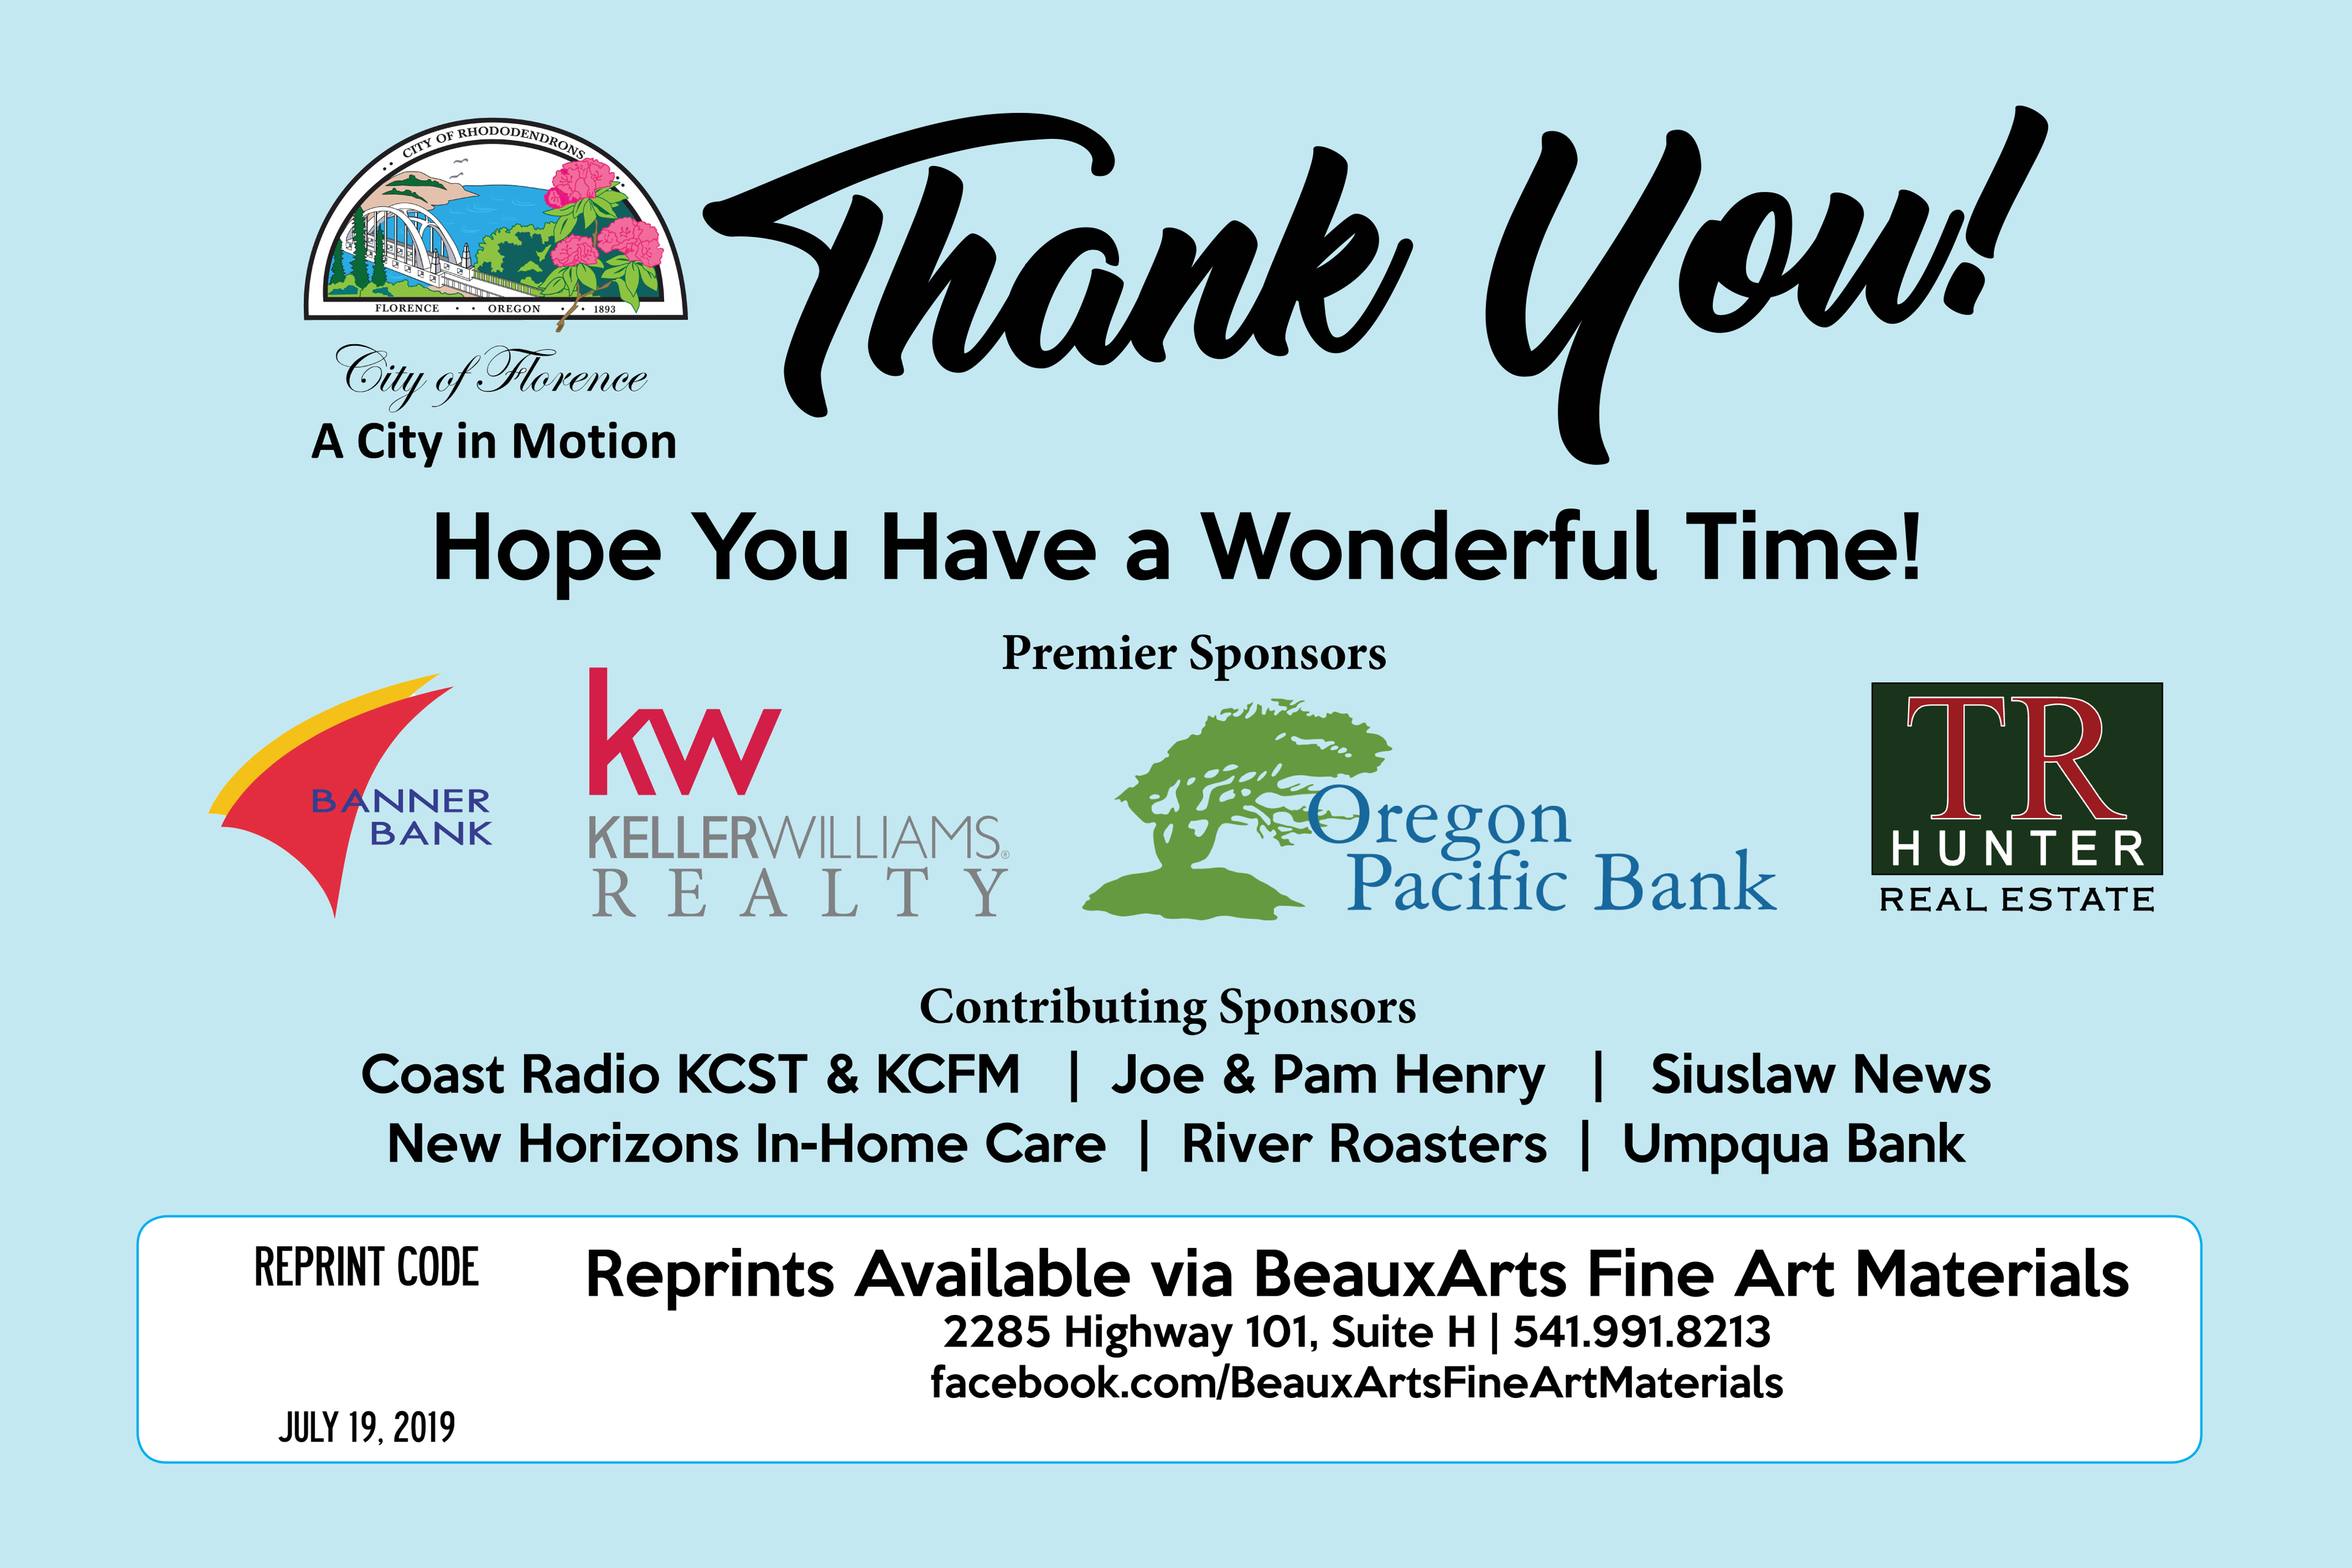 CITY OF RHODODENDRONS
FLORENCE • • OREGON • • 1893
City of Florence
A City in Motion
Thank You!
Hope You Have a Wonderful Time!
Premier Sponsors
BANNER
BANK
kw
KELLERWILLIAMS®
REALTY
Oregon
Pacific Bank
TR
HUNTER
REAL ESTATE
Contributing Sponsors
Coast Radio KCST & KCFM | Joe & Pam Henry | Siuslaw News
New Horizons In-Home Care | River Roasters | Umpqua Bank
REPRINT CODE
JULY 19, 2019
Reprints Available via BeauxArts Fine Art Materials
2285 Highway 101, Suite H | 541.991.8213
facebook.com/BeauxArtsFineArtMaterials